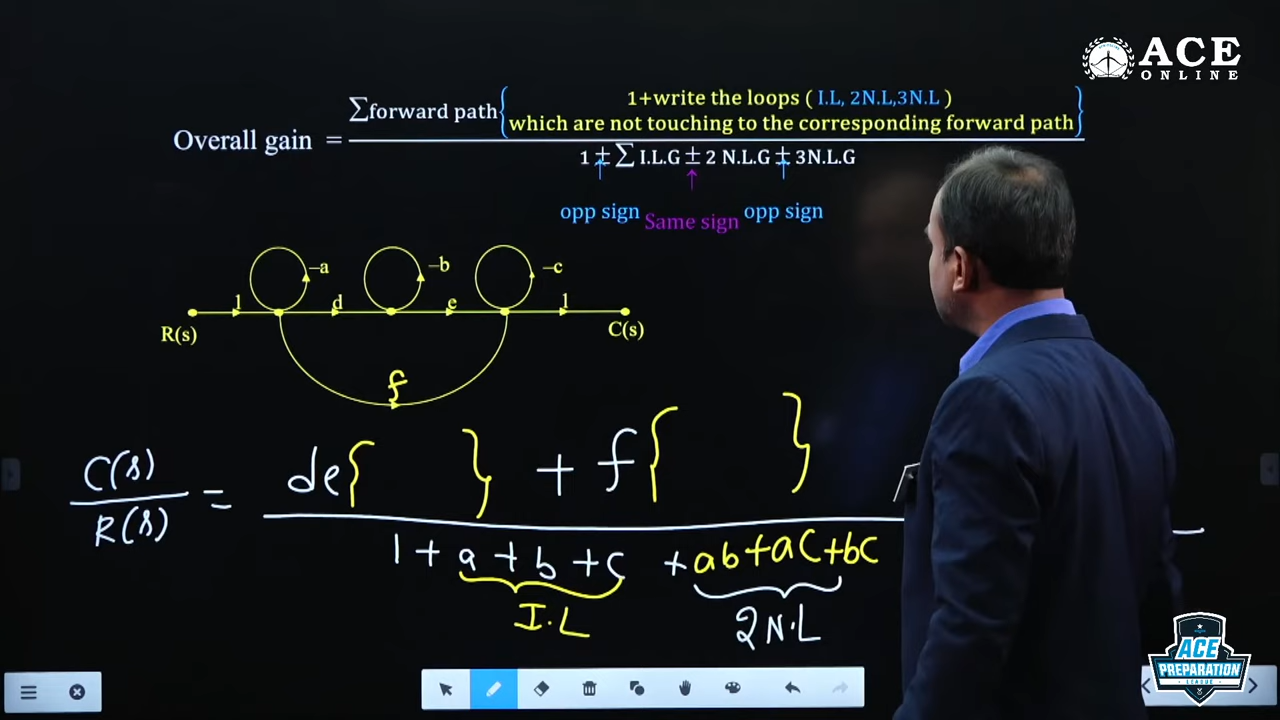 ACE
ONLINE
Overall gain = ∑forward path{ 1+write the loops ( I.L, 2N.L,3N.L )
which are not touching to the corresponding forward path }
1 ± ∑ I.L.G ± 2 N.L.G ± 3N.L.G
opp sign Same sign opp sign
–a –b –c
1 d e 1
R(s) C(s)
f
C(s)/R(s) = de{ } + f{ }
1 + a + b + c + ab + ac + bc
I.L 2N.L
ACE
PREPARATION
LEAGUE